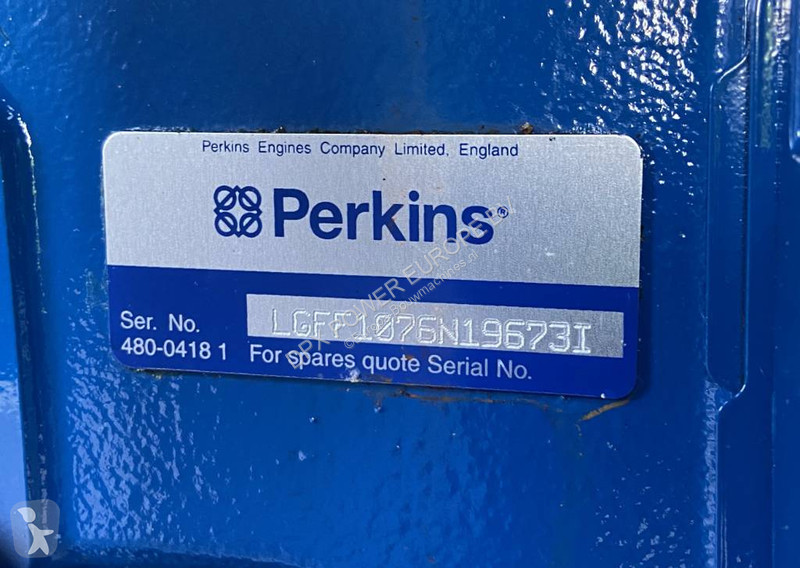 Perkins Engines Company Limited, England
Perkins®
Ser. No. LGFF1076N19673I
480-0418 1 For spares quote Serial No.